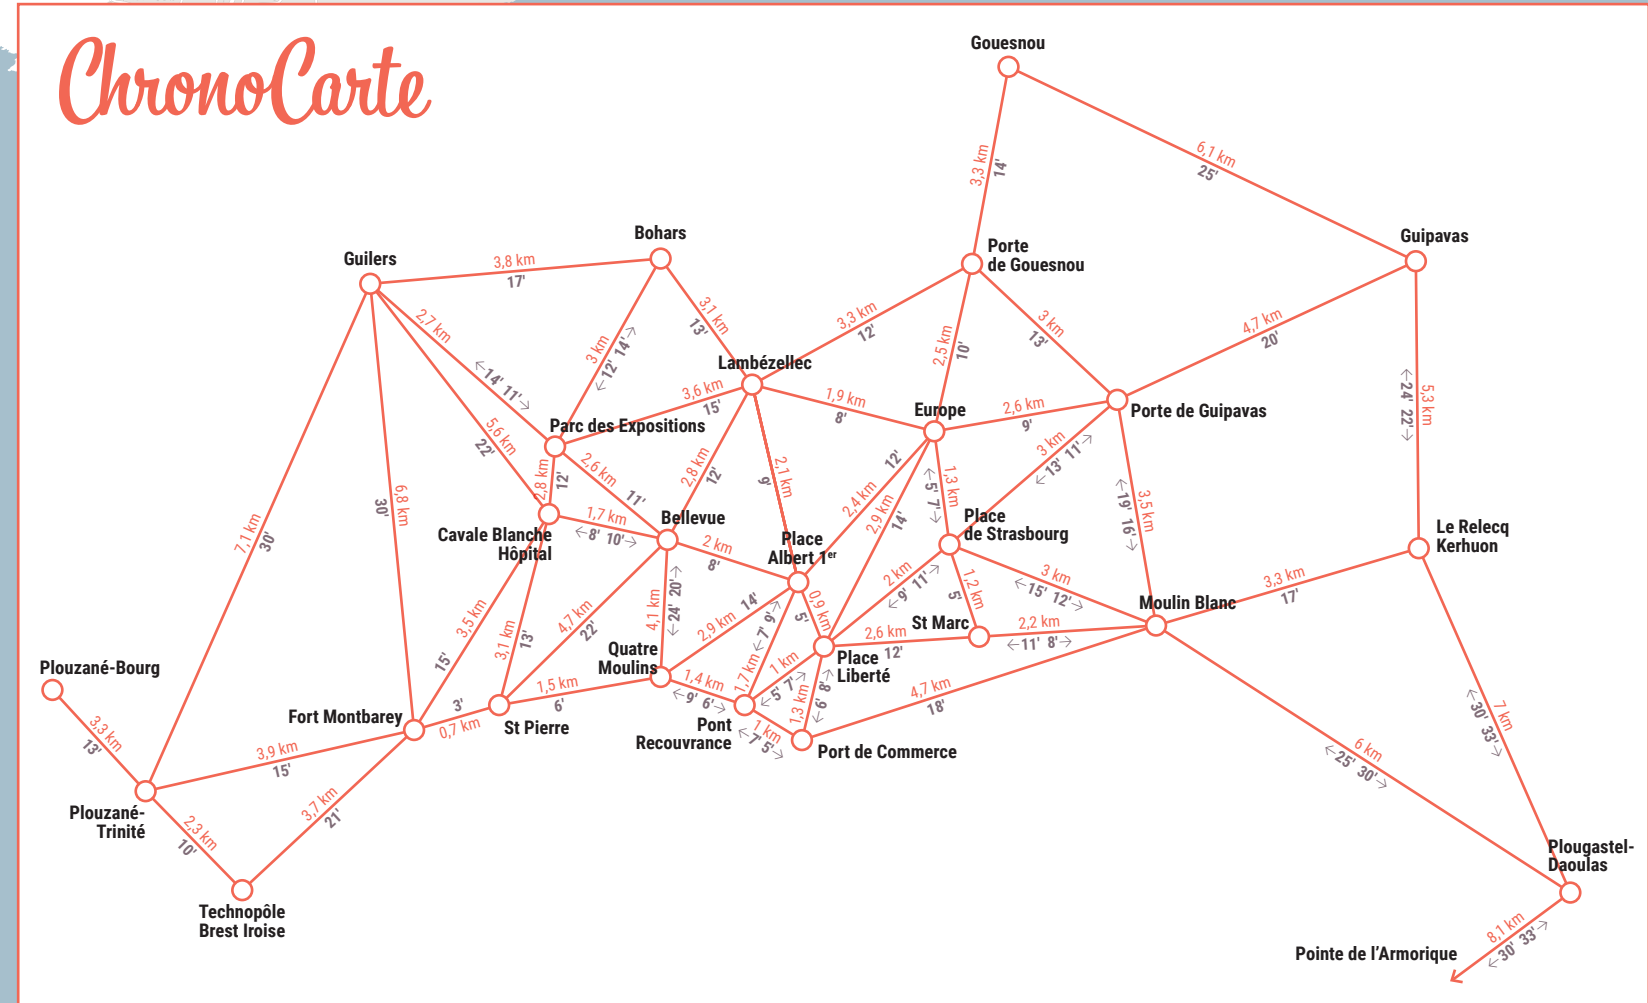 ChronoCarte
Gouesnou
6,1 km
25'
3,3 km
14'
Bohars
Guilers
3,8 km
17'
Porte
de Gouesnou
Guipavas
2,7 km
←14' 11'→
3 km
←12' 14'→
3,1 km
13'
3,3 km
12'
2,5 km
10'
3 km
13'
4,7 km
20'
Lambézellec
3,6 km
15'
1,9 km
8'
Europe
2,6 km
9'
Porte de Guipavas
←24' 22'→
5,3 km
Parc des Expositions
5,6 km
22'
2,8 km
12'
2,6 km
11'
2,8 km
12'
2,1 km
9'
2,4 km
12'
2,9 km
14'
1,3 km
←5' 7'→
3 km
←13' 11'→
3,5 km
←19' 16'→
6,8 km
30'
7,1 km
30'
Cavale Blanche
Hôpital
1,7 km
←8' 10'→
Bellevue
2 km
8'
Place
Albert 1er
Place
de Strasbourg
Le Relecq
Kerhuon
3,3 km
17'
3,5 km
15'
3,1 km
13'
4,7 km
22'
4,1 km
←24' 20'→
2,9 km
14'
0,9 km
5'
1,7 km
←7' 9'→
2 km
←9' 11'→
1,2 km
5'
3 km
←15' 12'→
Moulin Blanc
St Marc
2,6 km
12'
2,2 km
←11' 8'→
Quatre
Moulins
Place
Liberté
Plouzané-Bourg
3,3 km
13'
1,5 km
6'
1,4 km
←9' 6'→
1 km
←5' 7'→
1,3 km
←6' 8'→
4,7 km
18'
Fort Montbarey
3'
0,7 km
St Pierre
Pont
Recouvrance
1 km
←7' 5'→
Port de Commerce
3,9 km
15'
6 km
←25' 30'→
7 km
←30' 33'→
Plouzané-
Trinité
2,3 km
10'
3,7 km
21'
Technopôle
Brest Iroise
Plougastel-
Daoulas
8,1 km
←30' 33'→
Pointe de l'Armorique